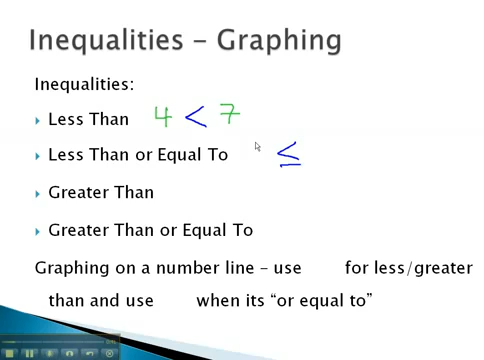 Inequalities – Graphing
Inequalities:
Less Than 4 < 7
Less Than or Equal To ≤
Greater Than
Greater Than or Equal To
Graphing on a number line – use for less/greater
than and use when its “or equal to”